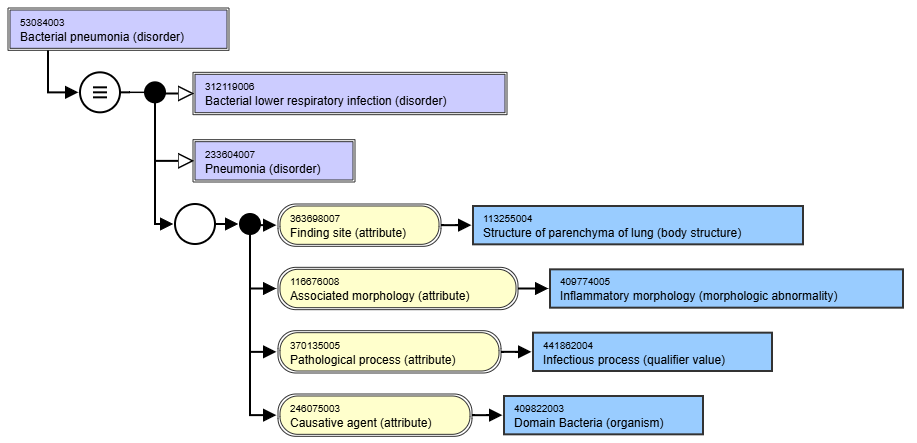 53084003
Bacterial pneumonia (disorder)
312119006
Bacterial lower respiratory infection (disorder)
233604007
Pneumonia (disorder)
363698007
Finding site (attribute)
113255004
Structure of parenchyma of lung (body structure)
116676008
Associated morphology (attribute)
409774005
Inflammatory morphology (morphologic abnormality)
370135005
Pathological process (attribute)
441862004
Infectious process (qualifier value)
246075003
Causative agent (attribute)
409822003
Domain Bacteria (organism)